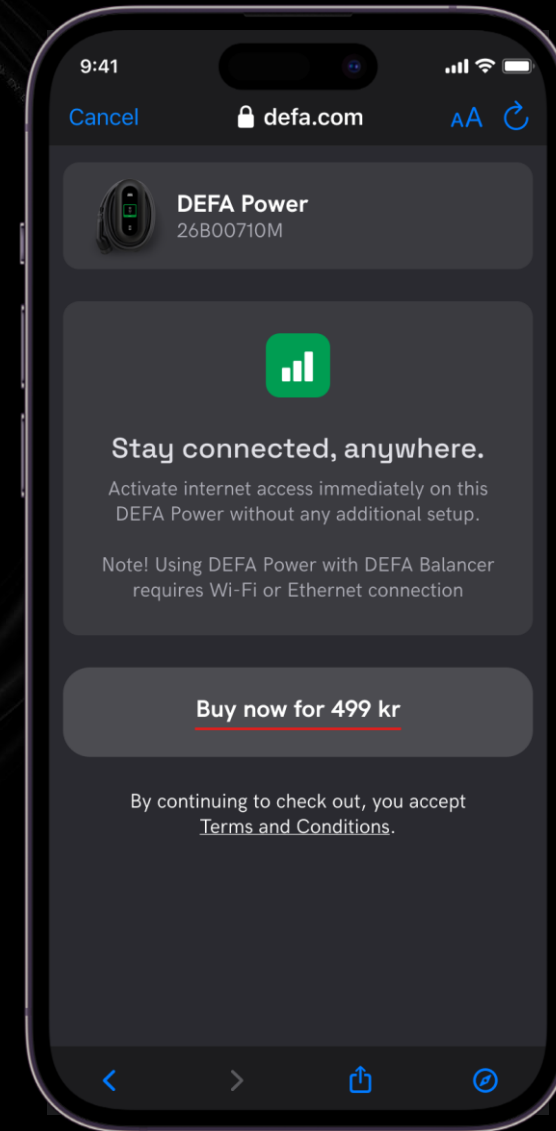 9:41
Cancel
defa.com
AA
DEFA Power
26B00710M
Stay connected, anywhere.
Activate internet access immediately on this
DEFA Power without any additional setup.
Note! Using DEFA Power with DEFA Balancer
requires Wi-Fi or Ethernet connection
Buy now for 499 kr
By continuing to check out, you accept
Terms and Conditions.